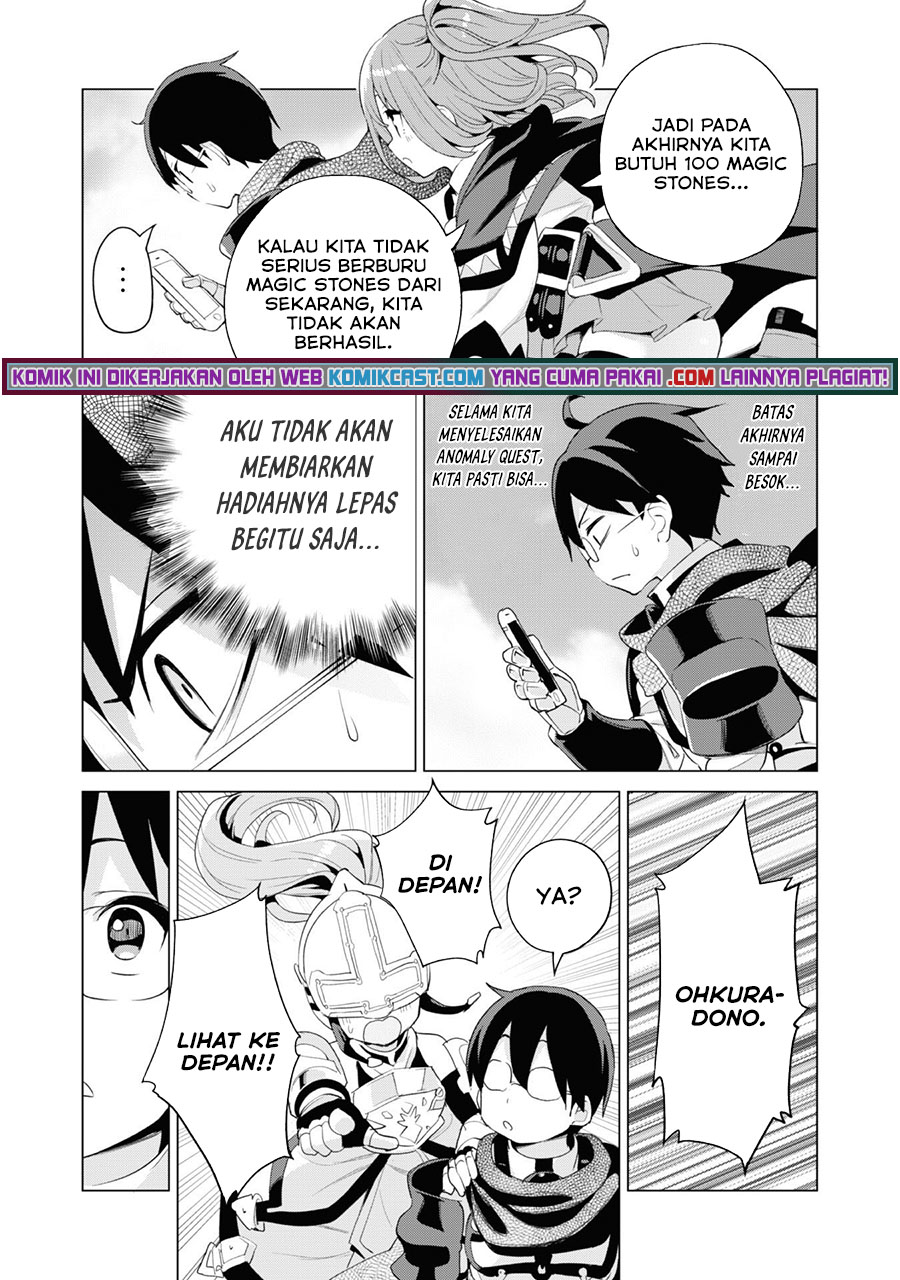 JADI PADA
AKHIRNYA KITA
BUTUH 100 MAGIC
STONES...
KALAU KITA TIDAK
SERIUS BERBURU
MAGIC STONES DARI
SEKARANG, KITA
TIDAK AKAN
BERHASIL.
...
KOMIK INI DIKERJAKAN OLEH WEB KOMIKCAST.COM YANG CUMA PAKAI .COM LAINNYA PLAGIAT!
BATAS
AKHIRNYA
SAMPAI
BESOK...
SELAMA KITA
MENYELESAIKAN
ANOMALY QUEST,
KITA PASTI BISA...
AKU TIDAK AKAN
MEMBIARKAN
HADIAHNYA LEPAS
BEGITU SAJA...
OHKURA-
DONO.
YA?
DI
DEPAN!
LIHAT KE
DEPAN!!